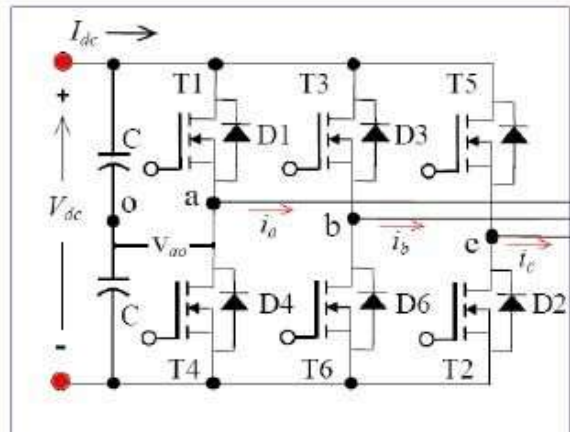 I_dc
T1 T3 T5
+
C D1 D3
a
V_dc o i_a b i_b c i_c
v_ao
C D4 D6 D2
-
T4 T6 T2